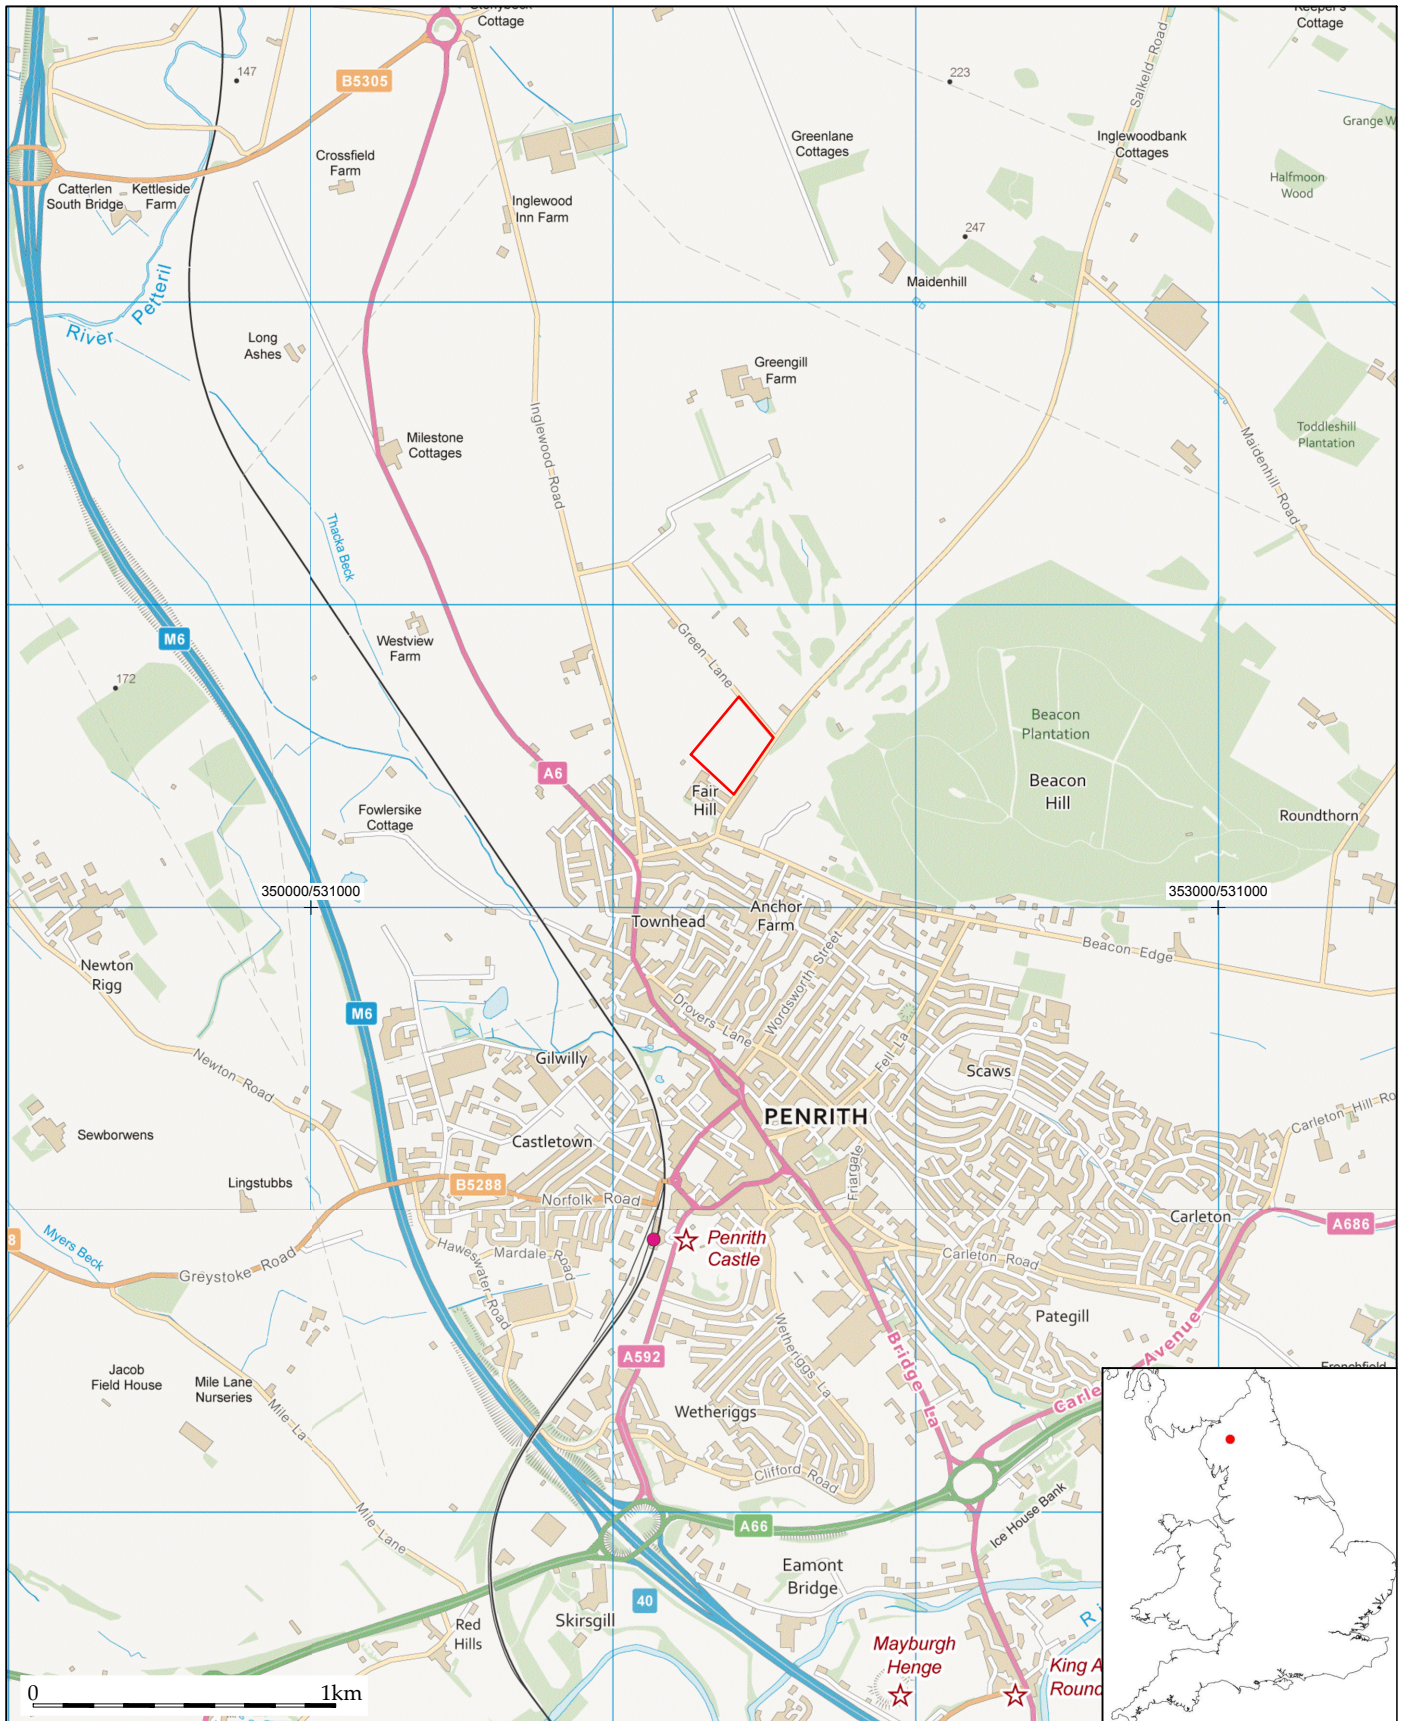 Cottage
Keeper's
Cottage
147
B5305
223
Salkeld Road
Grange W
Greenlane
Cottages
Inglewoodbank
Cottages
Crossfield
Farm
Catterlen
South Bridge
Kettleside
Farm
Halfmoon
Wood
Inglewood
Inn Farm
247
Maidenhill
River Petteril
Long
Ashes
Greengill
Farm
Inglewood Road
Milestone
Cottages
Toddleshill
Plantation
Maidenhill Road
Thacka Beck
M6
Westview
Farm
Green Lane
172
Beacon
Plantation
Beacon
Hill
A6
Fair
Hill
Fowlersike
Cottage
Roundthorn
350000/531000
353000/531000
Townhead
Anchor
Farm
Beacon Edge
Newton
Rigg
Wordsworth Street
M6
Drovers Lane
Fell La
Gilwilly
Newton Road
Scaws
PENRITH
Carleton Hill Ro
Sewborwens
Castletown
Friargate
Lingstubbs
B5288
Norfolk Road
Carleton
A686
8
Myers Beck
Penrith
Castle
Greystoke Road
Haweswater Road
Mardale Road
Carleton Road
Wetheriggs La
Pategill
Bridge La
A592
Jacob
Field House
Mile Lane
Nurseries
Frenchfield
Carle
Avenue
Mile La
Wetheriggs
Clifford Road
Ice House Bank
Mile Lane
A66
Eamont
Bridge
40
Skirsgill
Red
Hills
Ri
Mayburgh
Henge
King A
Round
0
1km